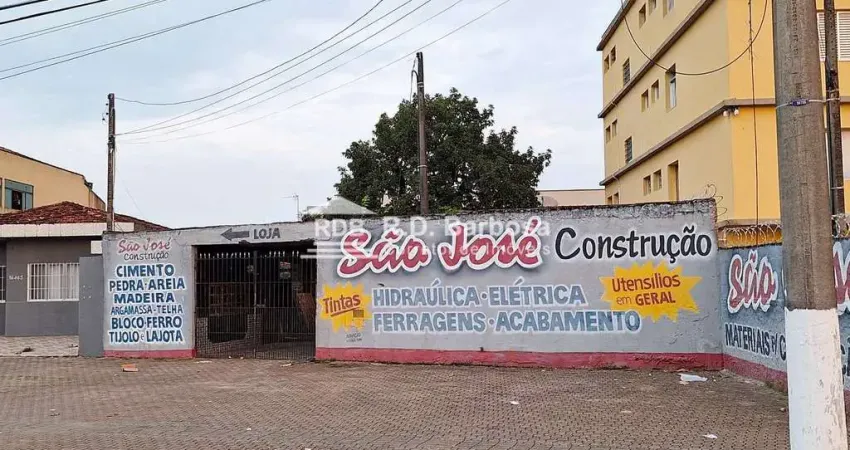 São José
Construção
CIMENTO
PEDRA·AREIA
MADEIRA
ARGAMASSA·TELHA
BLOCO·FERRO
TIJOLO·LAJOTA
LOJA
RDB R.D. Barbosa
São José Construção
Tintas
HIDRAÚLICA·ELÉTRICA
FERRAGENS·ACABAMENTO
Utensílios
em GERAL
São
MATERIAIS P/